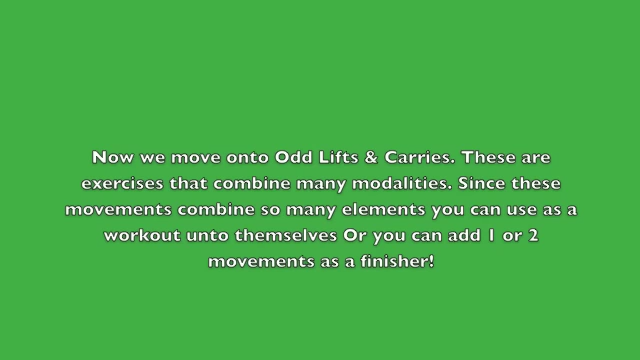 Now we move onto Odd Lifts & Carries. These are
exercises that combine many modalities. Since these
movements combine so many elements you can use as a
workout unto themselves Or you can add 1 or 2
movements as a finisher!